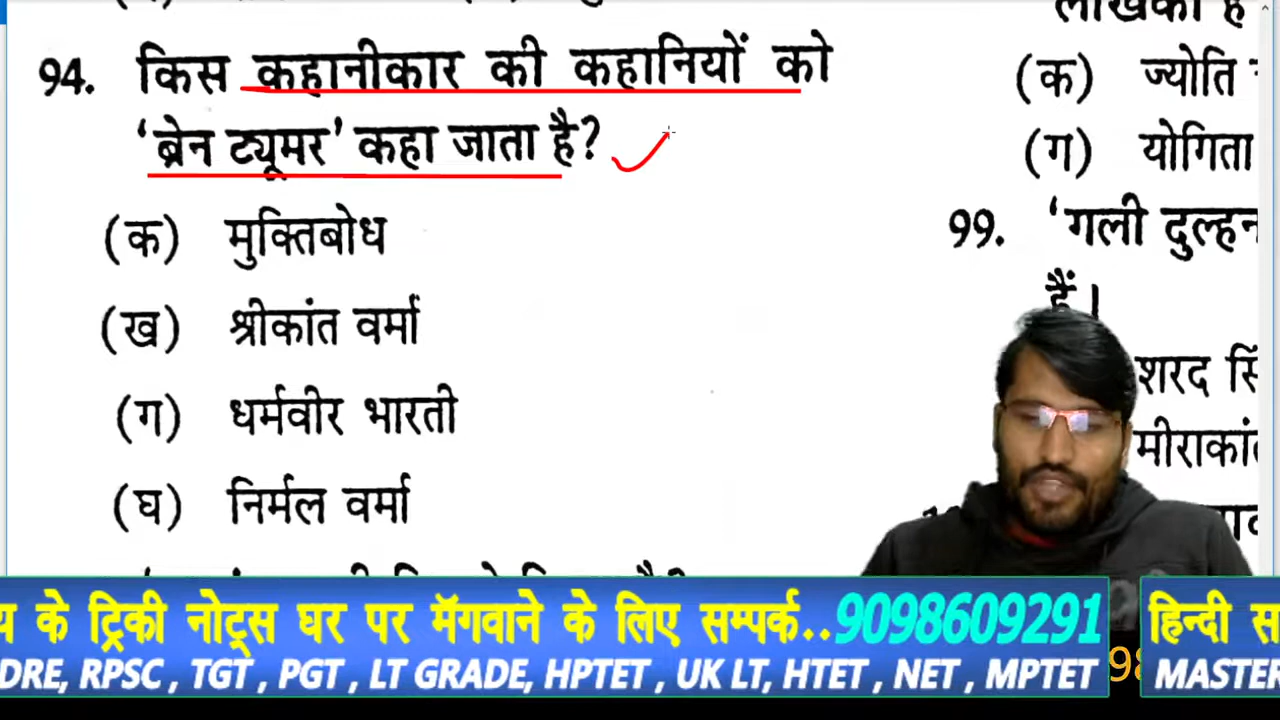 94. किस कहानीकार की कहानियों को
'ब्रेन ट्यूमर' कहा जाता है?
(क) मुक्तिबोध
(ख) श्रीकांत वर्मा
(ग) धर्मवीर भारती
(घ) निर्मल वर्मा
(क) ज्योति
(ग) योगिता
99. 'गली दुल्हन
हैं।
शरद सिं
मीराकां
के ट्रिकी नोट्स घर पर मॅगवाने के लिए सम्पर्क..9098609291
हिन्दी स
DRE, RPSC , TGT , PGT , LT GRADE, HPTET , UK LT, HTET , NET , MPTET
MASTER